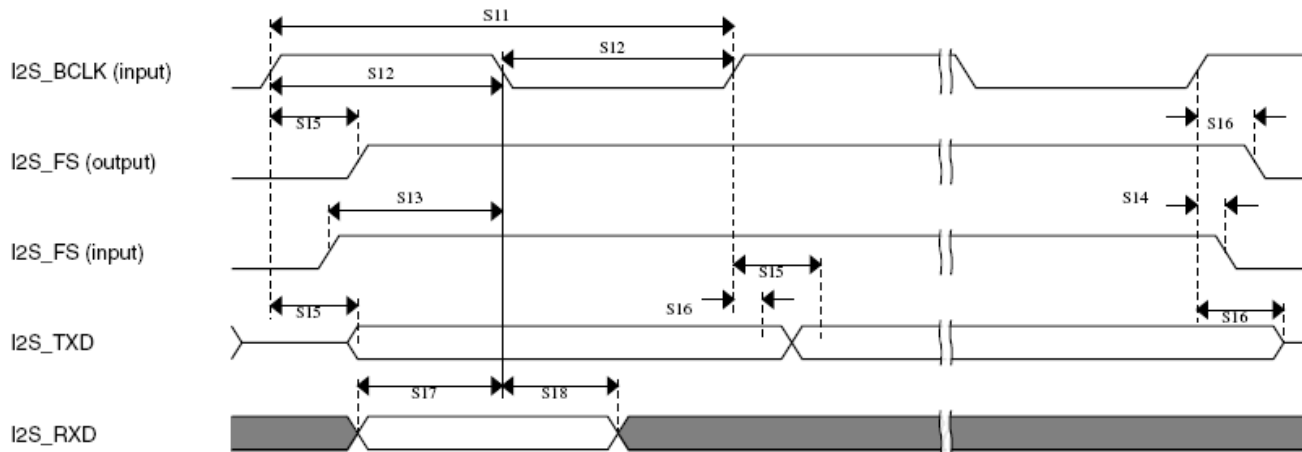 S11
I2S_BCLK (input)
S12
S12
S15
S16
I2S_FS (output)
S13
S14
I2S_FS (input)
S15
S15
S16
S16
I2S_TXD
S17
S18
I2S_RXD